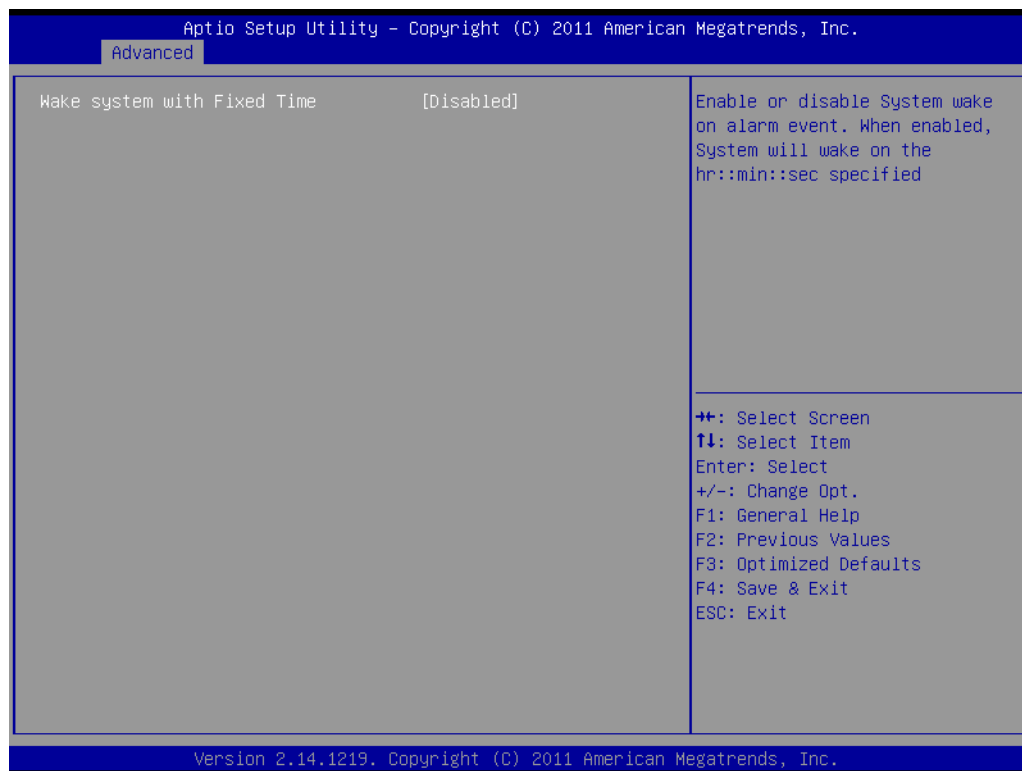 Aptio Setup Utility – Copyright (C) 2011 American Megatrends, Inc.
Advanced
Wake system with Fixed Time [Disabled]
Enable or disable System wake
on alarm event. When enabled,
System will wake on the
hr::min::sec specified
→←: Select Screen
↑↓: Select Item
Enter: Select
+/-: Change Opt.
F1: General Help
F2: Previous Values
F3: Optimized Defaults
F4: Save & Exit
ESC: Exit
Version 2.14.1219. Copyright (C) 2011 American Megatrends, Inc.